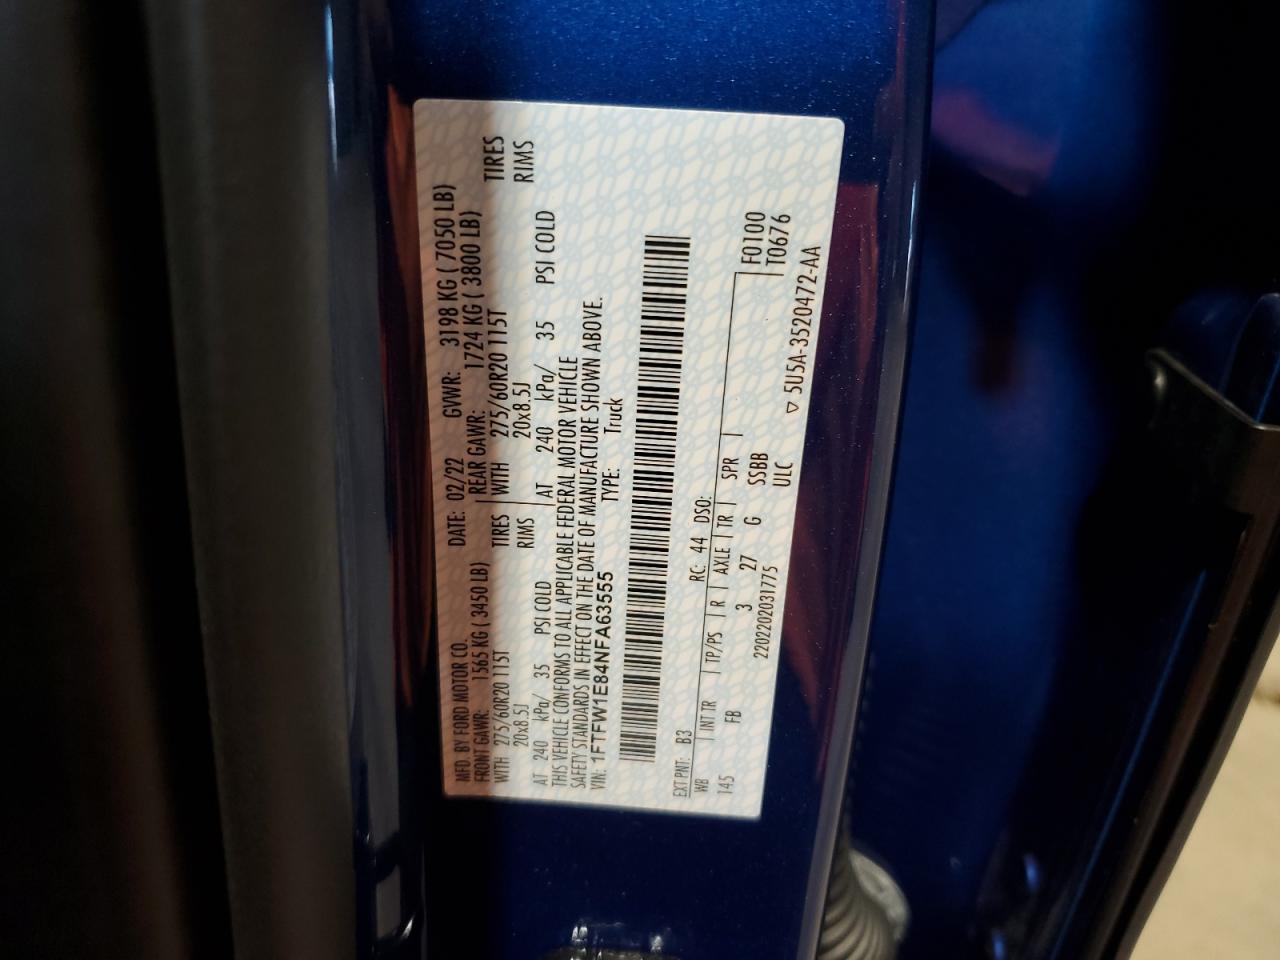 MFD. BY FORD MOTOR CO. DATE: 02/22 GVWR: 3198 KG ( 7050 LB)
FRONT GAWR: 1565 KG ( 3450 LB) REAR GAWR: 1724 KG ( 3800 LB)
WITH 275/60R20 115T TIRES WITH 275/60R20 115T TIRES
20x8.5J RIMS 20x8.5J RIMS
AT 240 kPa/ 35 PSI COLD AT 240 kPa/ 35 PSI COLD
THIS VEHICLE CONFORMS TO ALL APPLICABLE FEDERAL MOTOR VEHICLE
SAFETY STANDARDS IN EFFECT ON THE DATE OF MANUFACTURE SHOWN ABOVE.
VIN: 1FTFW1E84NFA63555 TYPE: Truck
EXT PNT: B3 RC: 44 DSO:
WB INT TR TP/PS R AXLE TR SPR F0100
145 FB 3 27 G SSBB T0676
2202202031775 ULC
▽ 5U5A-3520472-AA